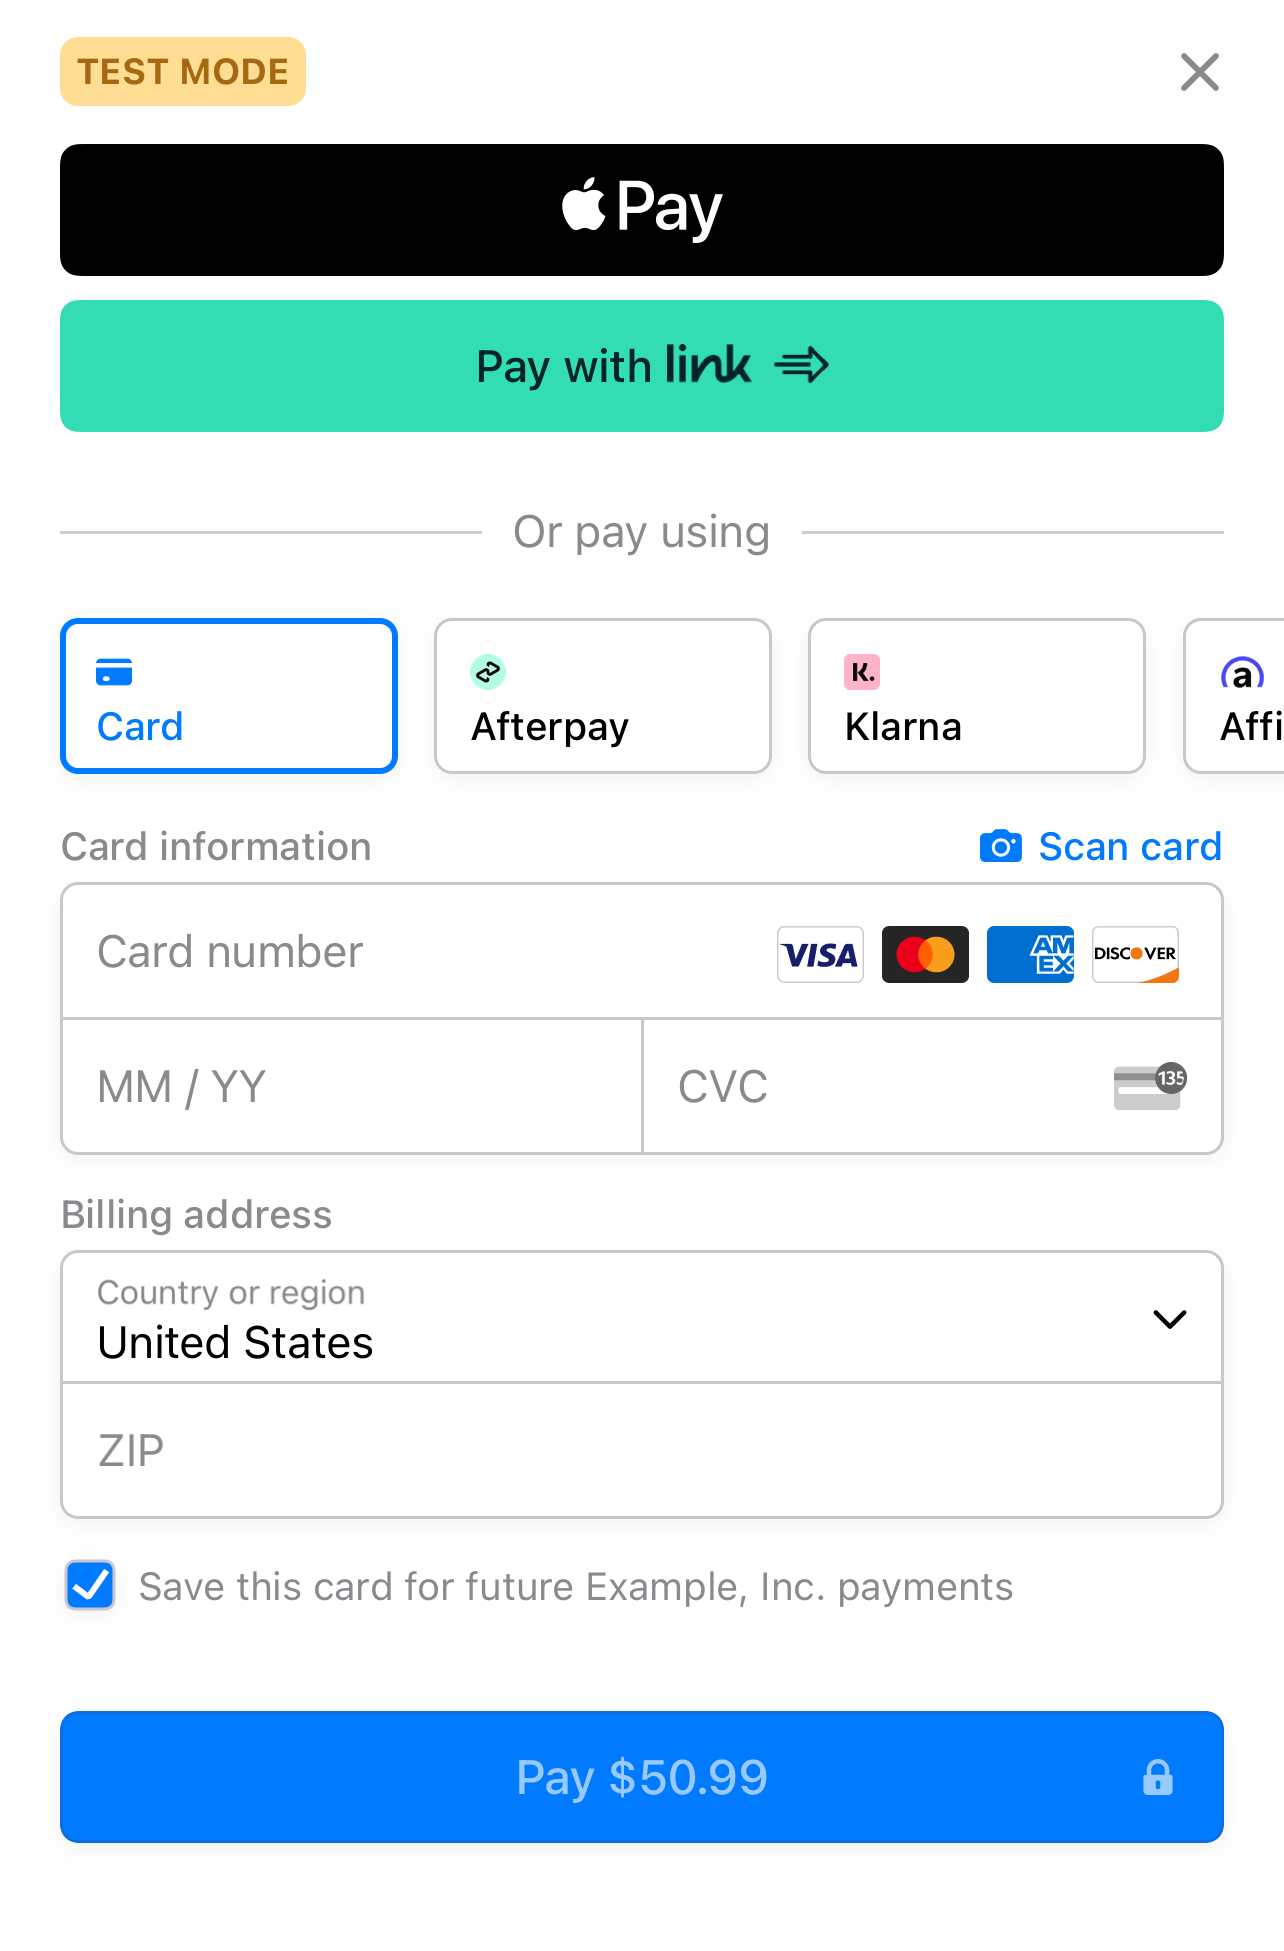 TEST MODE
Pay
Pay with link
Or pay using
Card
Afterpay
K.
Klarna
a
Affi
Card information
Scan card
Card number
VISA
AM
EX
DISCOVER
MM / YY
CVC
135
Billing address
Country or region
United States
ZIP
Save this card for future Example, Inc. payments
Pay $50.99